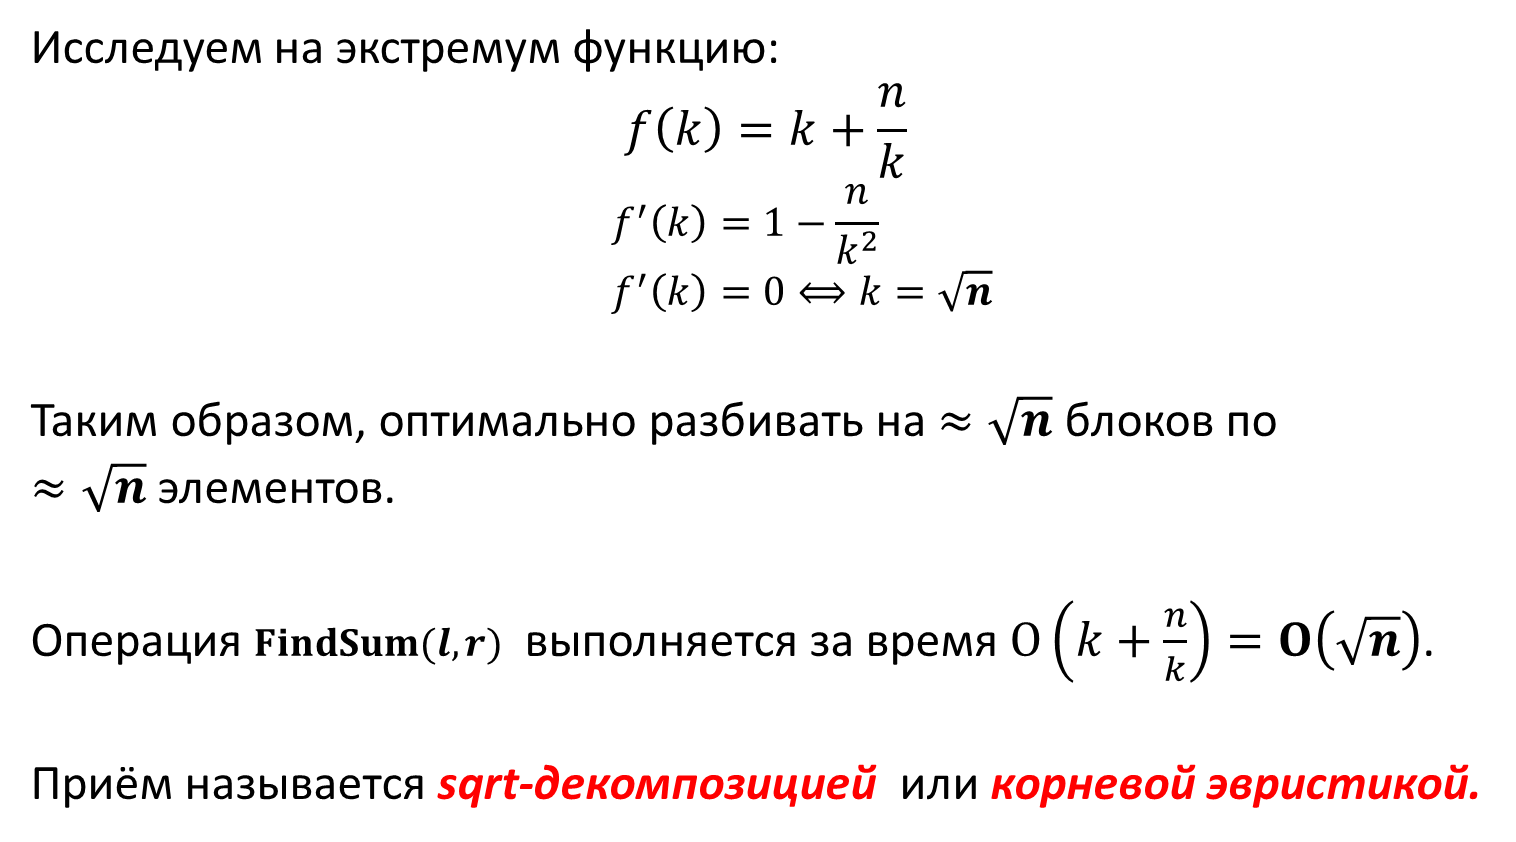 Исследуем на экстремум функцию:
f(k) = k + n/k
f′(k) = 1 − n/k²
f′(k) = 0 ⟺ k = √n
Таким образом, оптимально разбивать на ≈ √n блоков по
≈ √n элементов.
Операция FindSum(l, r) выполняется за время O(k + n/k) = O(√n).
Приём называется sqrt-декомпозицией или корневой эвристикой.